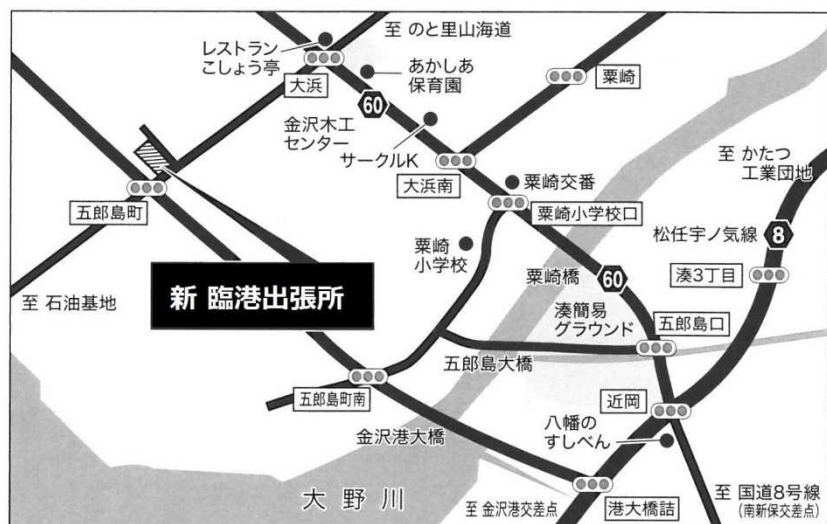 至 のと里山海道
レストラン
こしょう亭
大浜
あかしあ
保育園
粟崎
60
金沢木工
センター
サークルK
大浜南
至 かたつ
工業団地
粟崎交番
五郎島町
粟崎小学校口
松任宇ノ気線
8
粟崎
小学校
粟崎橋
60
湊3丁目
至 石油基地
新 臨港出張所
湊簡易
グラウンド
五郎島口
五郎島大橋
五郎島町南
近岡
金沢港大橋
八幡の
すしべん
大野川
至 金沢港交差点
港大橋詰
至 国道8号線
(南新保交差点)